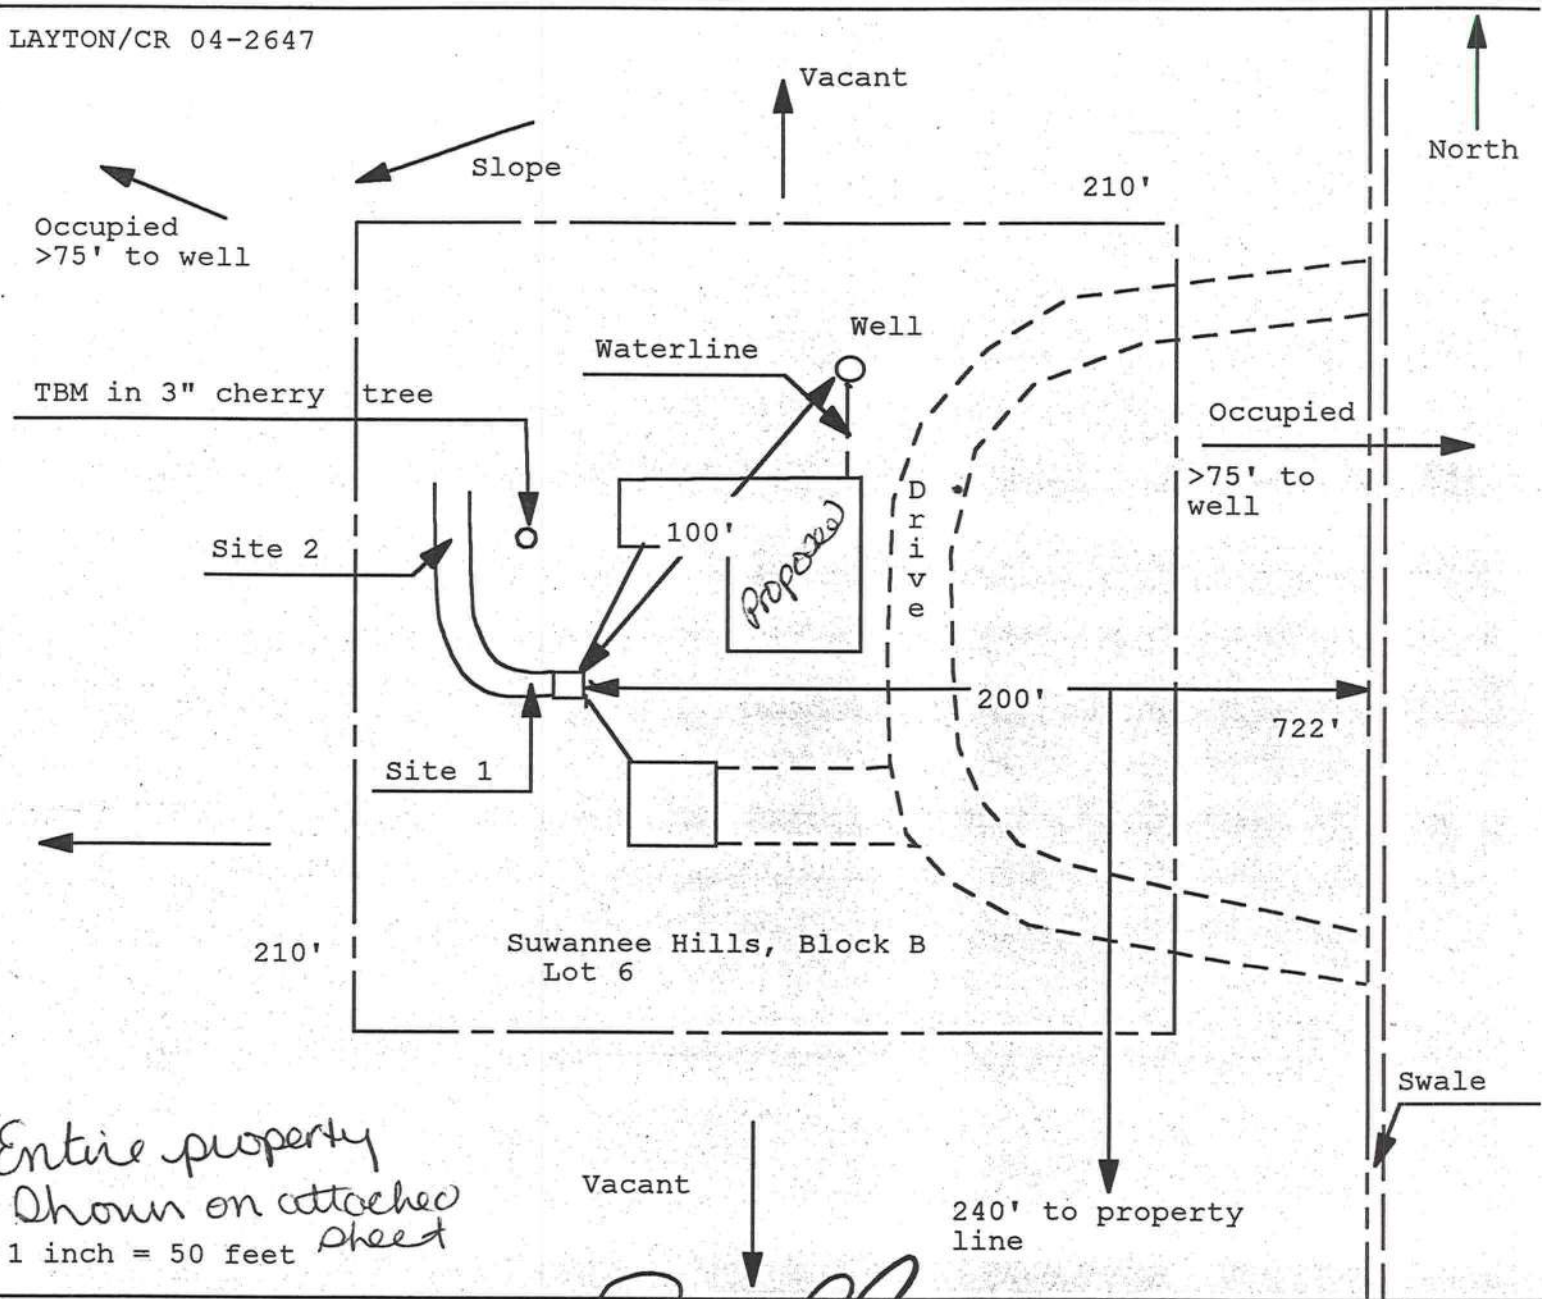 LAYTON/CR 04-2647
Vacant
North
Slope
210'
Occupied
>75' to well
Well
Waterline
TBM in 3" cherry tree
Occupied
>75' to
well
Drive
100'
Proposed
Site 2
200'
722'
Site 1
210'
Suwannee Hills, Block B
Lot 6
Swale
Entire property
Shown on attached
sheet
Vacant
240' to property
line
1 inch = 50 feet